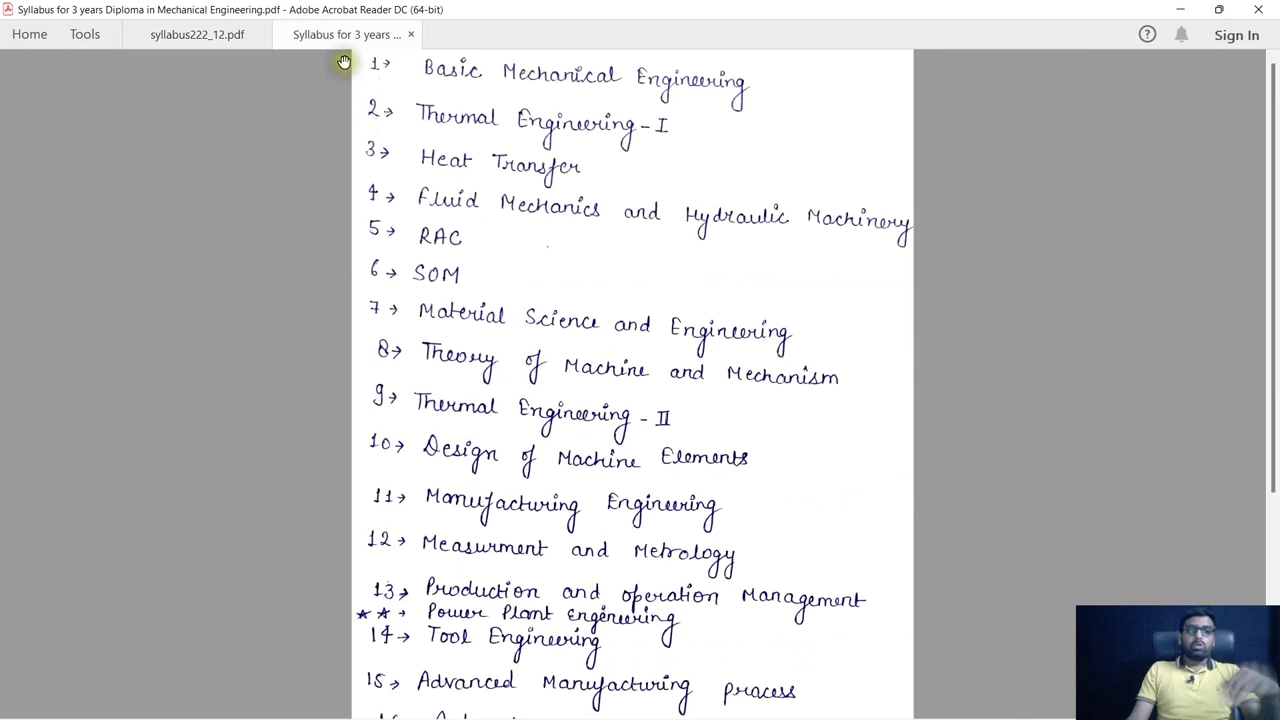 Syllabus for 3 years Diploma in Mechanical Engineering.pdf - Adobe Acrobat Reader DC (64-bit)
Home Tools syllabus222_12.pdf Syllabus for 3 years ... × Sign In
1→ Basic Mechanical Engineering
2→ Thermal Engineering - I
3→ Heat Transfer
4→ Fluid Mechanics and Hydraulic Machinery
5→ RAC
6→ SOM
7→ Material Science and Engineering
8→ Theory of Machine and Mechanism
9→ Thermal Engineering - II
10→ Design of Machine Elements
11→ Manufacturing Engineering
12→ Measurment and Metrology
13→ Production and operation Management
★★→ Power Plant Engineering
14→ Tool Engineering
15→ Advanced Manufacturing process